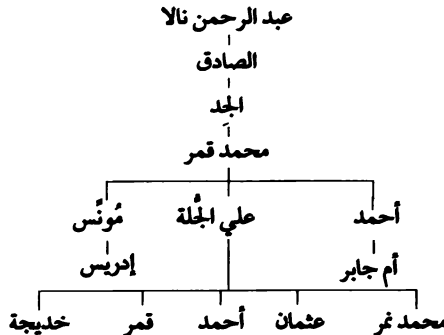 عبد الرحمن نالا
الصادق
الجد
محمد قمر
أحمد علي الجُلة مُونَّس
أم جابر إدريس
محمد نمر عثمان أحمد قمر خديجة